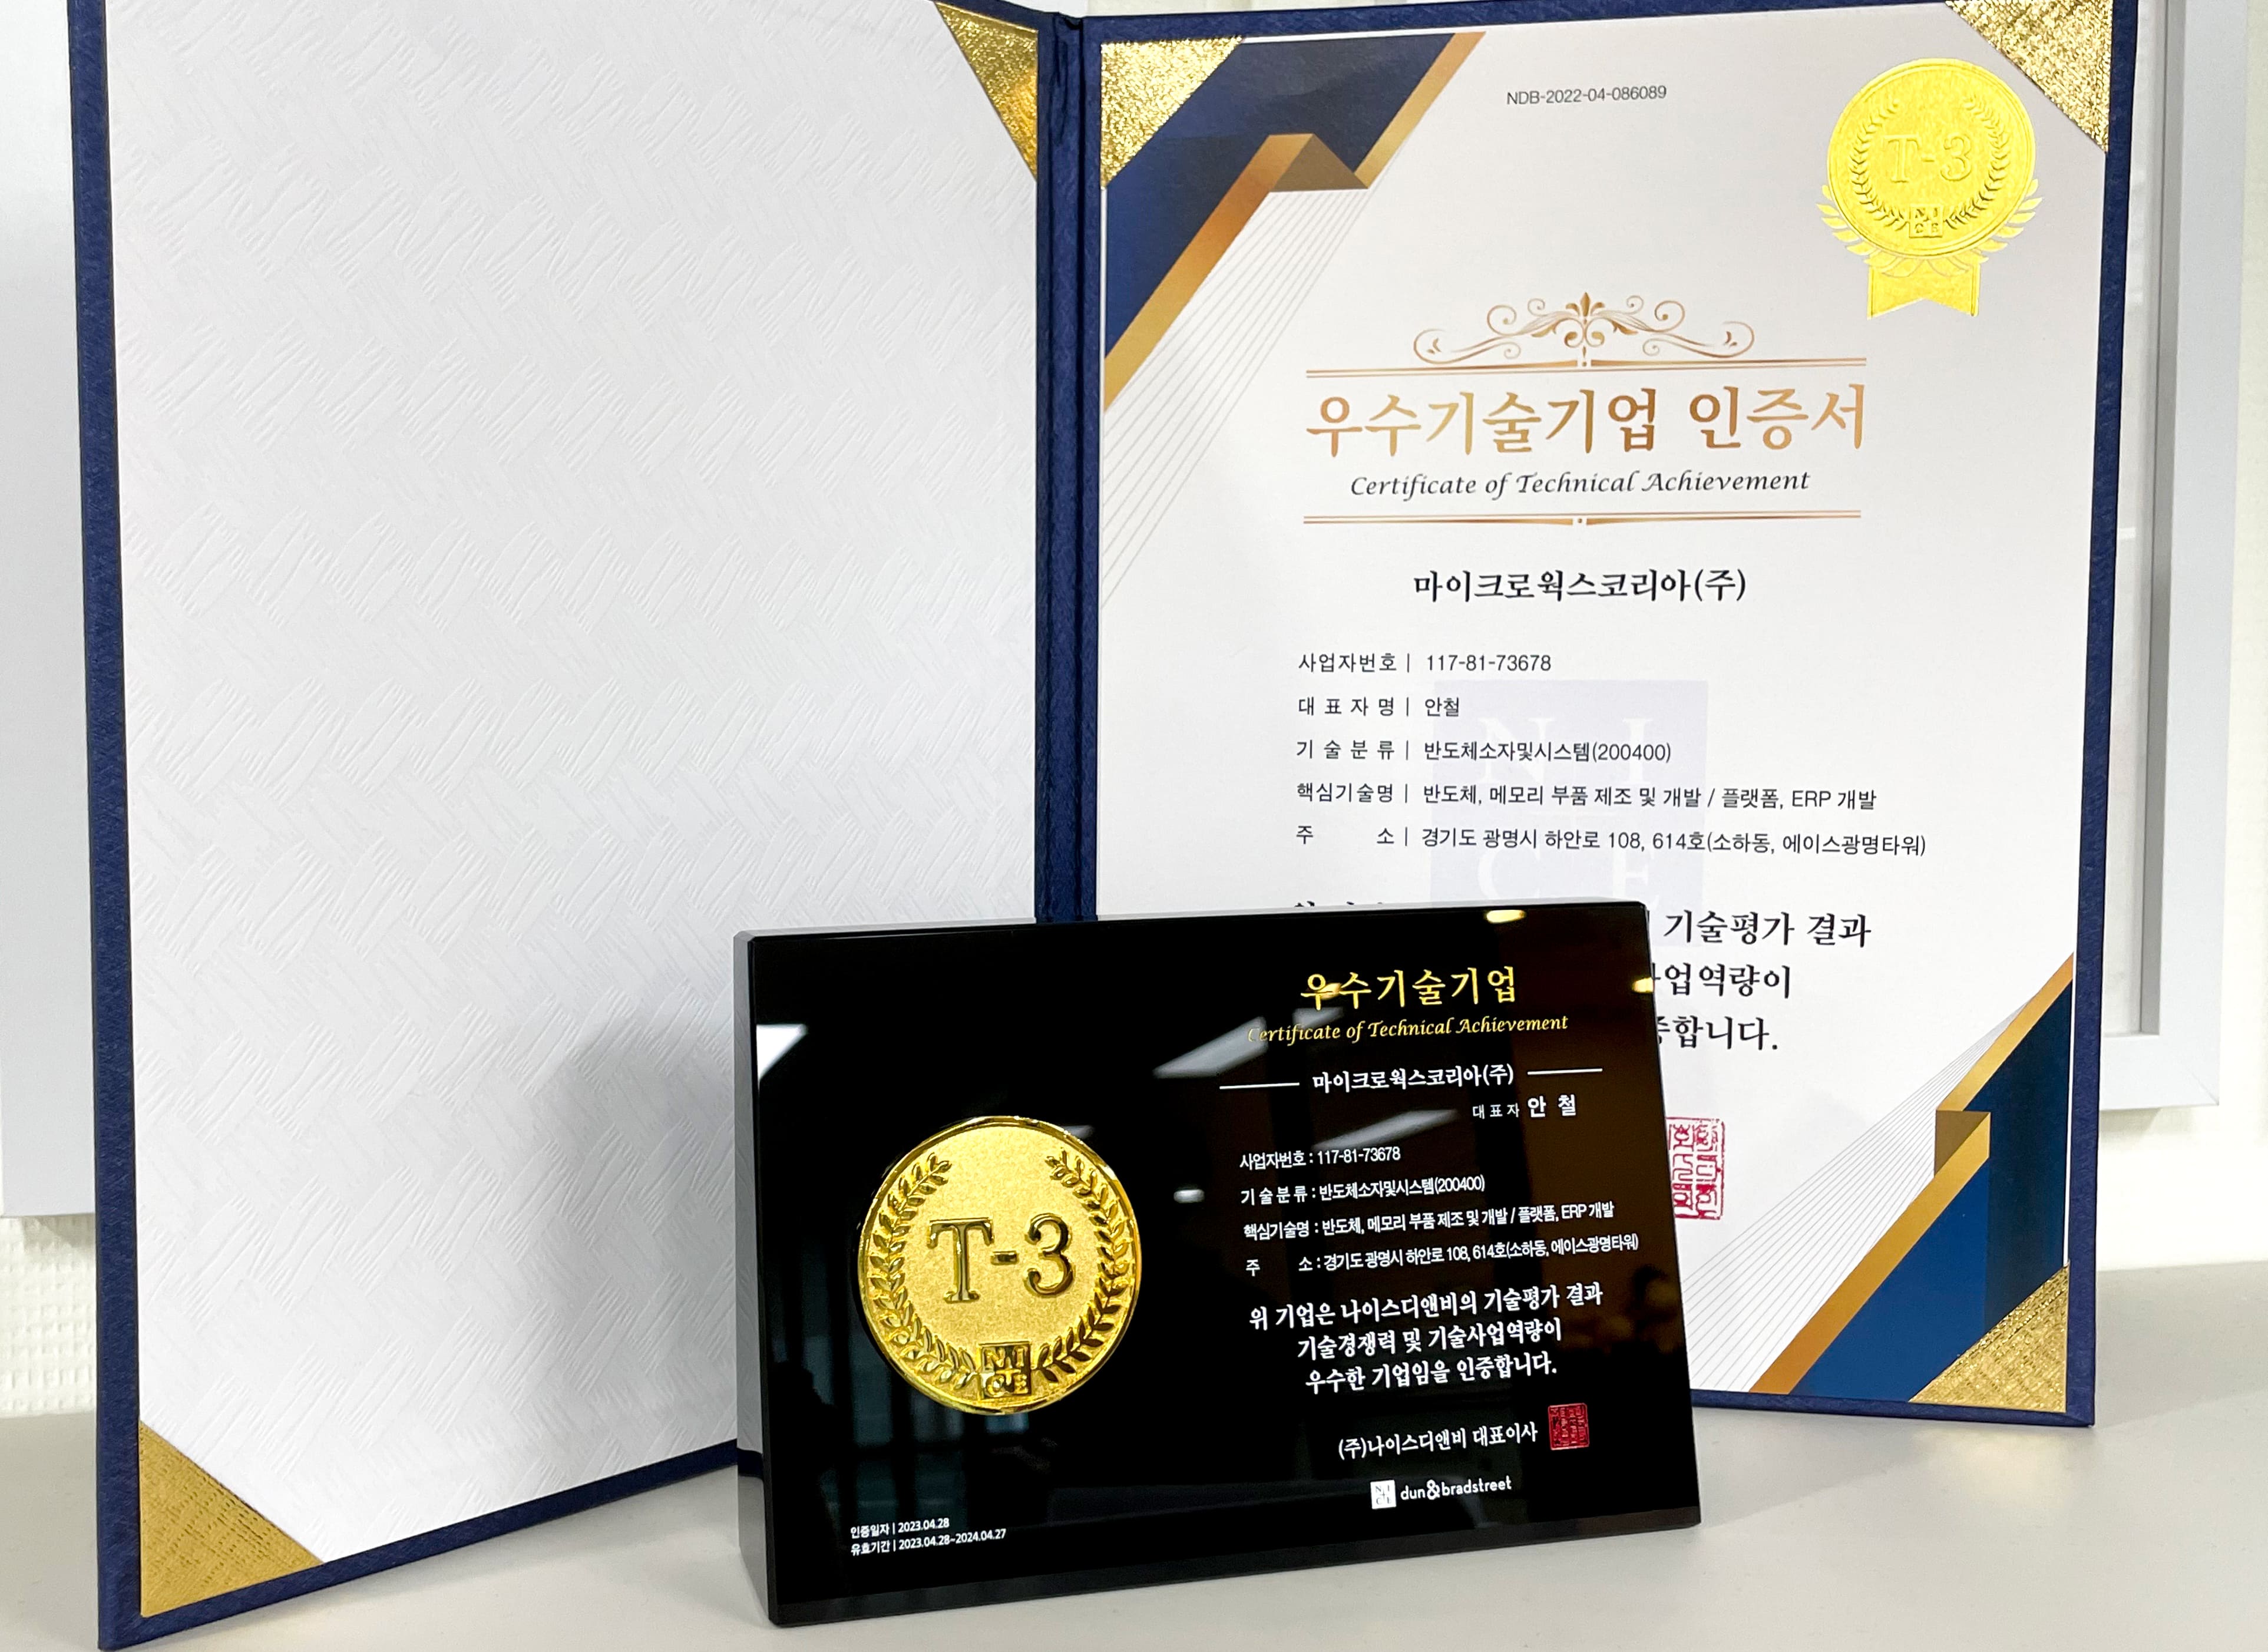 NDB-2022-04-086089
T-3
NI
CE
우수기술기업 인증서
Certificate of Technical Achievement
마이크로웍스코리아(주)
사업자번호 | 117-81-73678
대 표 자 명 | 안철
기 술 분 류 | 반도체소자및시스템(200400)
핵심기술명 | 반도체, 메모리 부품 제조 및 개발 / 플랫폼, ERP 개발
주 소 | 경기도 광명시 하안로 108, 614호(소하동, 에이스광명타워)
NI
CE
기술평가 결과
업역량이
합니다.
우수기술기업
Certificate of Technical Achievement
마이크로웍스코리아(주)
대표자 안 철
사업자번호 : 117-81-73678
기 술 분 류 : 반도체소자및시스템(200400)
핵심기술명 : 반도체, 메모리 부품 제조 및 개발 / 플랫폼, ERP 개발
주 소 : 경기도 광명시 하안로 108, 614호(소하동, 에이스광명타워)
위 기업은 나이스디앤비의 기술평가 결과
기술경쟁력 및 기술사업역량이
우수한 기업임을 인증합니다.
(주)나이스디앤비 대표이사
NI
CE
dun&bradstreet
T-3
NI
CE
인증일자 | 2023.04.28
유효기간 | 2023.04.28~2024.04.27